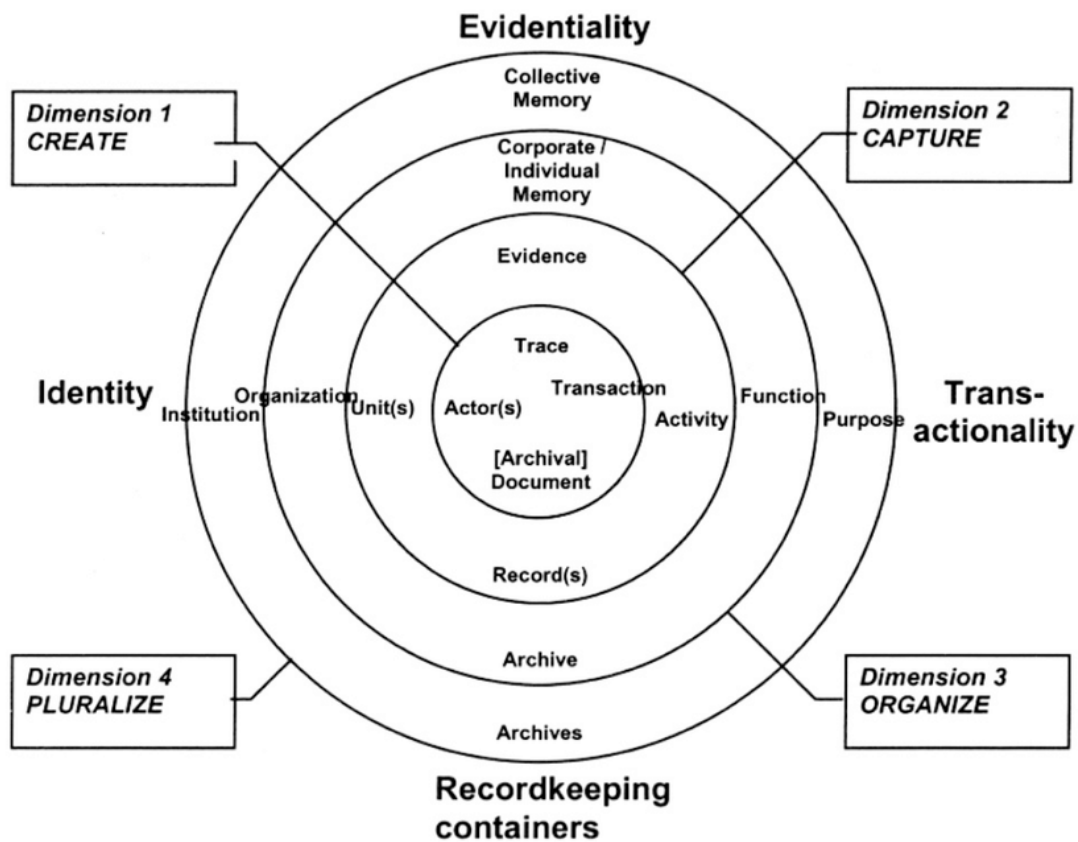 Evidentiality
Collective
Memory
Dimension 1
CREATE
Dimension 2
CAPTURE
Corporate /
Individual
Memory
Evidence
Trace
Identity
Institution
Organization
Unit(s)
Actor(s)
Transaction
Activity
Function
Purpose
Trans-
actionality
[Archival]
Document
Record(s)
Archive
Dimension 4
PLURALIZE
Dimension 3
ORGANIZE
Archives
Recordkeeping
containers